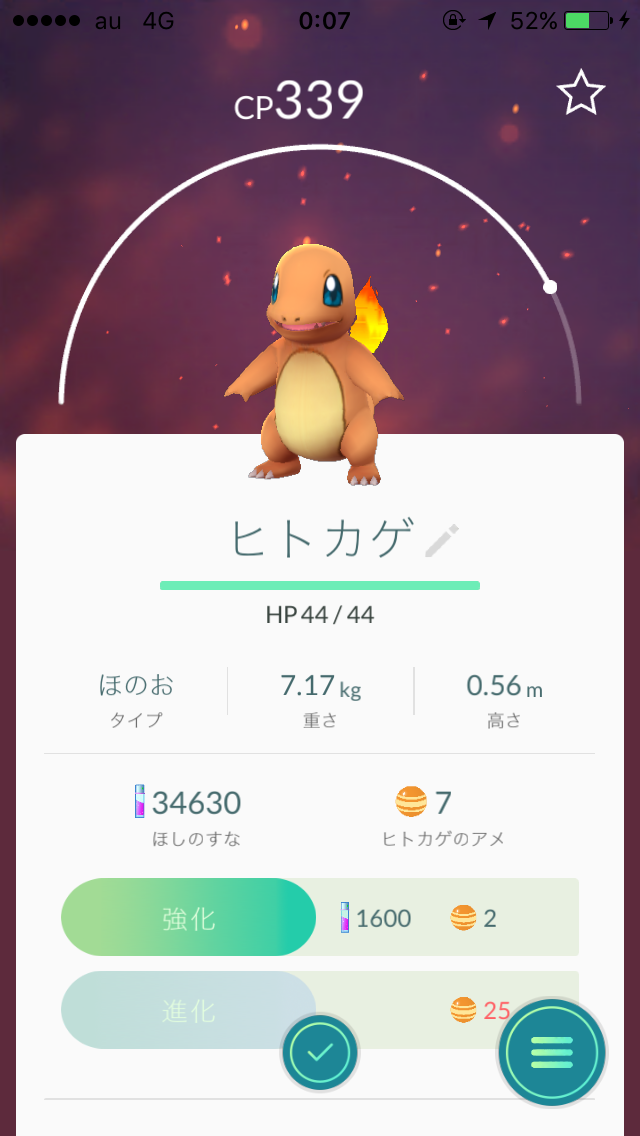 au 4G 0:07 52%
CP339
ヒトカゲ
HP 44 / 44
ほのお 7.17 kg 0.56 m
タイプ 重さ 高さ
34630 7
ほしのすな ヒトカゲのアメ
強化 1600 2
進化 25